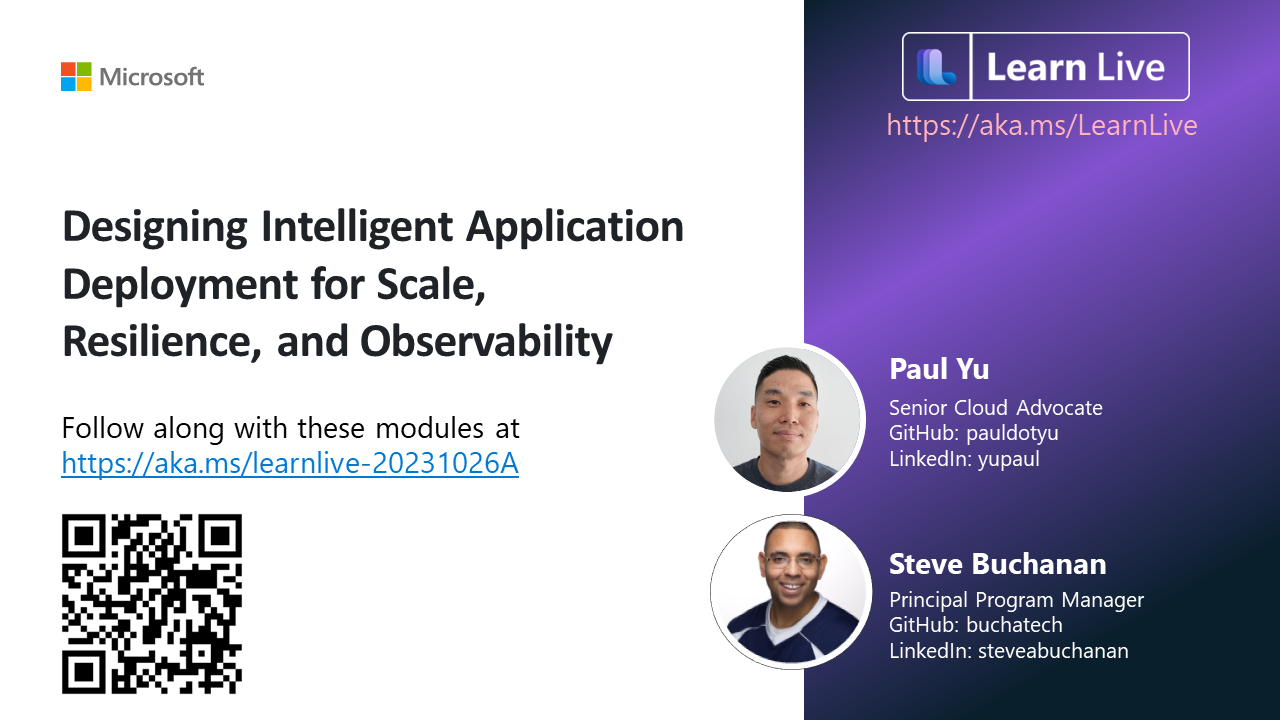 Microsoft
Designing Intelligent Application
Deployment for Scale,
Resilience, and Observability
Follow along with these modules at
https://aka.ms/learnlive-20231026A
Learn Live
https://aka.ms/LearnLive
Paul Yu
Senior Cloud Advocate
GitHub: pauldotyu
LinkedIn: yupaul
Steve Buchanan
Principal Program Manager
GitHub: buchatech
LinkedIn: steveabuchanan